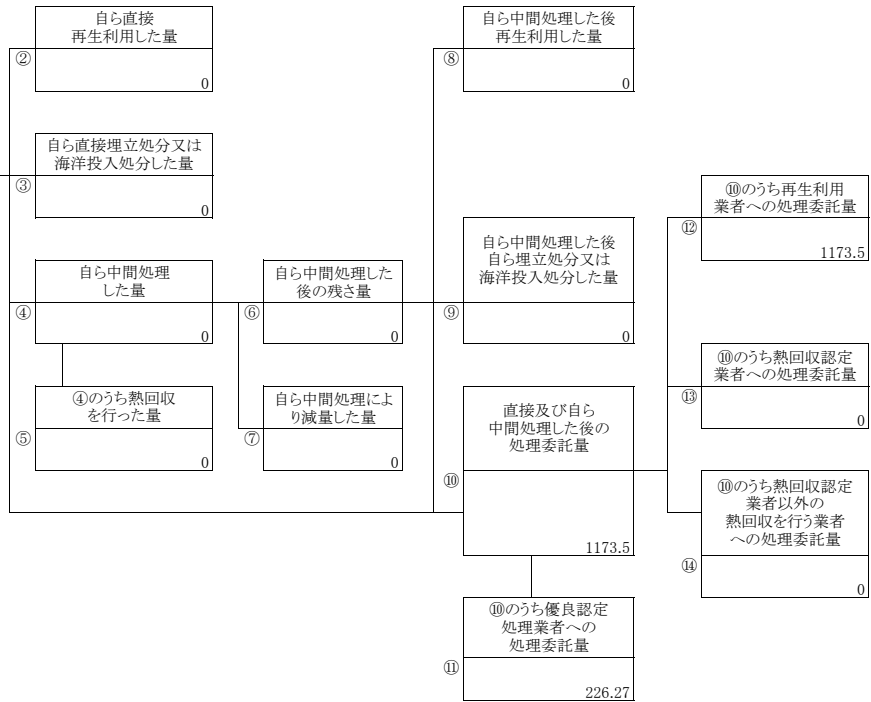 自ら直接
再生利用した量
②
0
自ら直接埋立処分又は
海洋投入処分した量
③
0
自ら中間処理
した量
④
0
④のうち熱回収
を行った量
⑤
0
自ら中間処理した
後の残さ量
⑥
0
自ら中間処理によ
り減量した量
⑦
0
自ら中間処理した後
再生利用した量
⑧
0
自ら中間処理した後
自ら埋立処分又は
海洋投入処分した量
⑨
0
直接及び自ら
中間処理した後の
処理委託量
⑩
1173.5
⑩のうち優良認定
処理業者への
処理委託量
⑪
226.27
⑩のうち再生利用
業者への処理委託量
⑫
1173.5
⑩のうち熱回収認定
業者への処理委託量
⑬
0
⑩のうち熱回収認定
業者以外の
熱回収を行う業者
への処理委託量
⑭
0